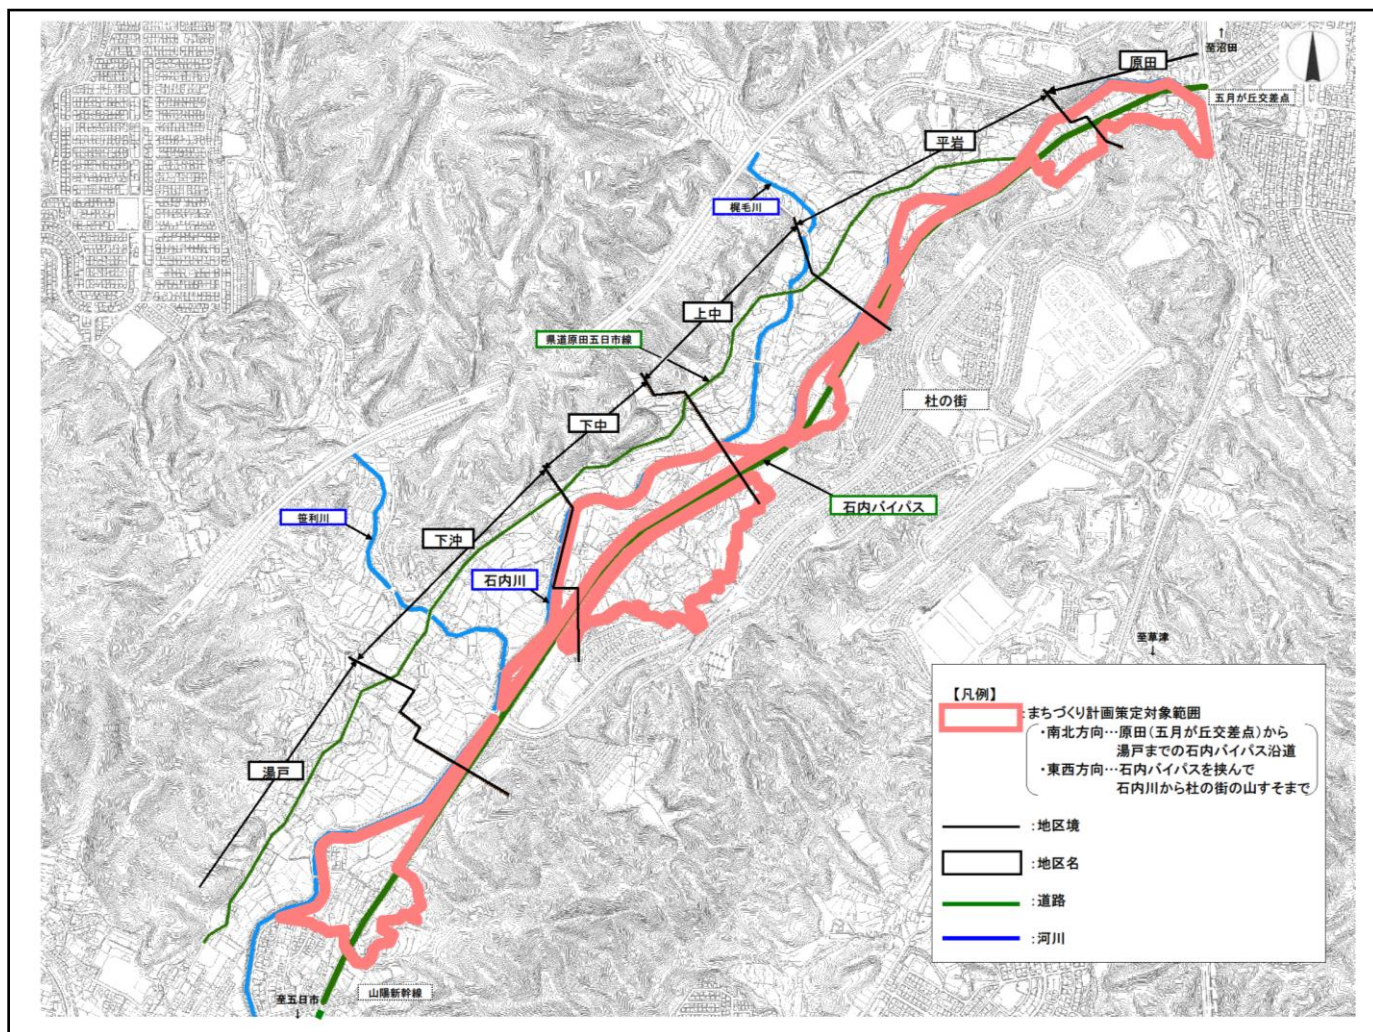 ↑
至沼田
原田
五月が丘交差点
平岩
梶毛川
上中
県道原田五日市線
杜の街
下中
石内バイパス
笹利川
下沖
石内川
至草津
↓
湯戸
【凡例】
:まちづくり計画策定対象範囲
・南北方向…原田(五月が丘交差点)から
湯戸までの石内バイパス沿道
・東西方向…石内バイパスを挟んで
石内川から杜の街の山すそまで
:地区境
:地区名
:道路
:河川
山陽新幹線
至五日市
↓